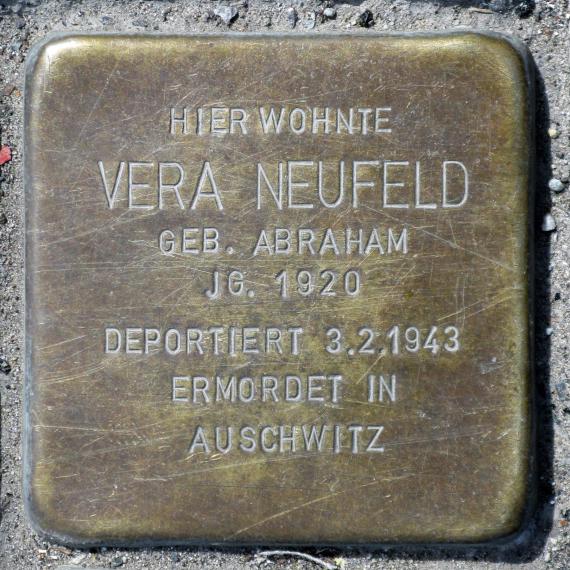 HIER WOHNTE
VERA NEUFELD
GEB. ABRAHAM
JG. 1920
DEPORTIERT 3.2.1943
ERMORDET IN
AUSCHWITZ